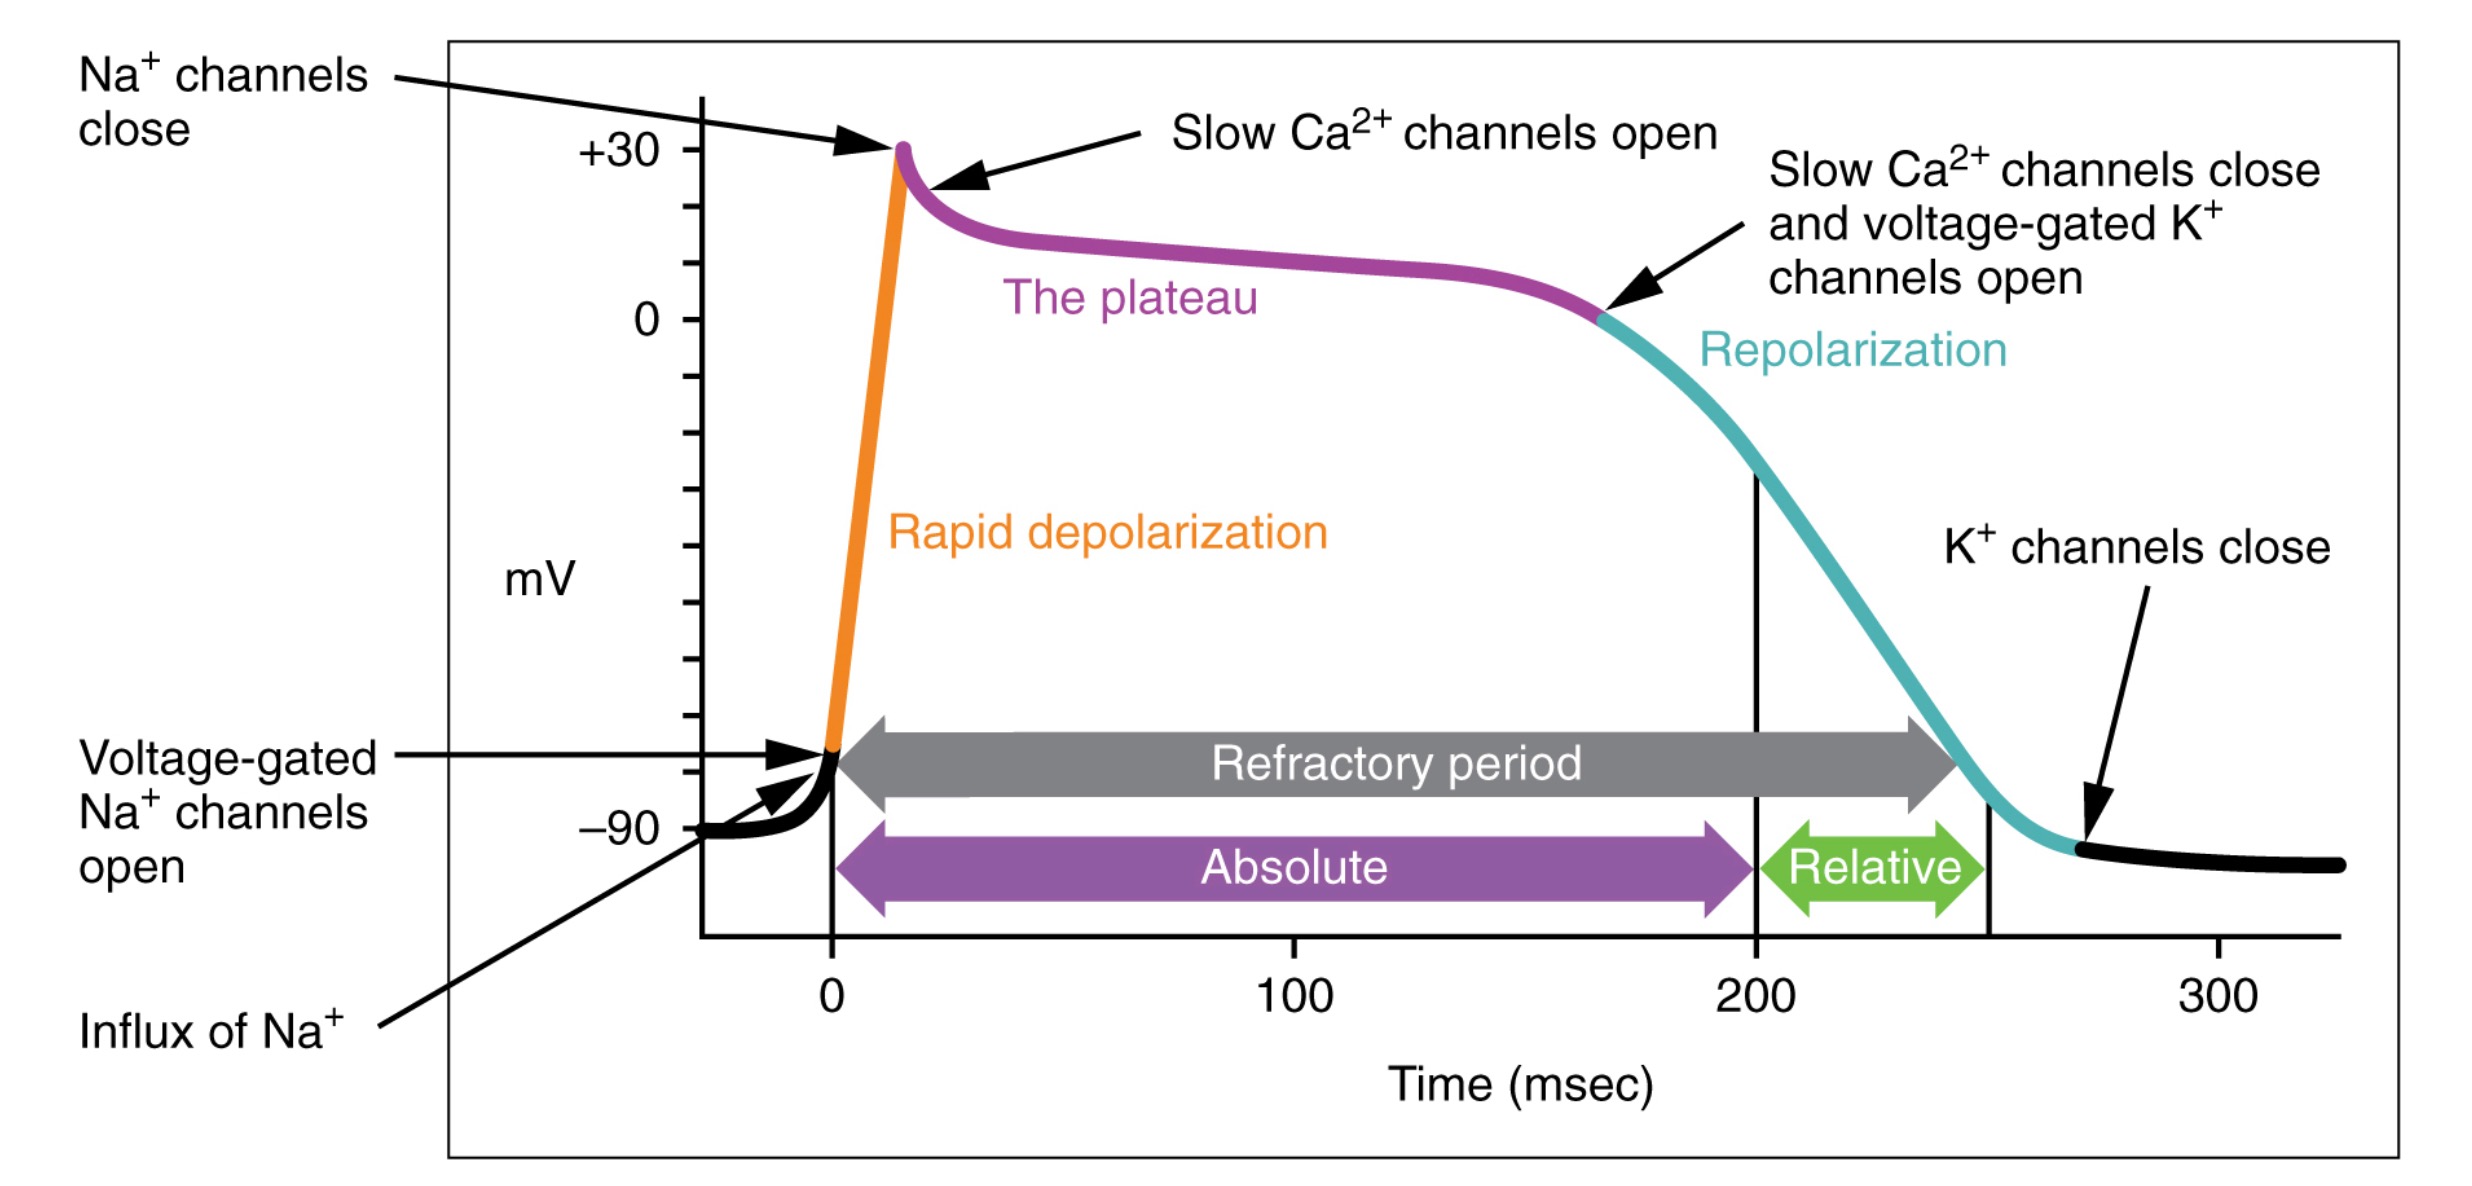 Na⁺ channels
close
+30
Slow Ca²⁺ channels open
Slow Ca²⁺ channels close
and voltage-gated K⁺
channels open
The plateau
0
Repolarization
Rapid depolarization
K⁺ channels close
mV
Voltage-gated
Na⁺ channels
open
Refractory period
–90
Absolute
Relative
Influx of Na⁺
0
100
200
300
Time (msec)